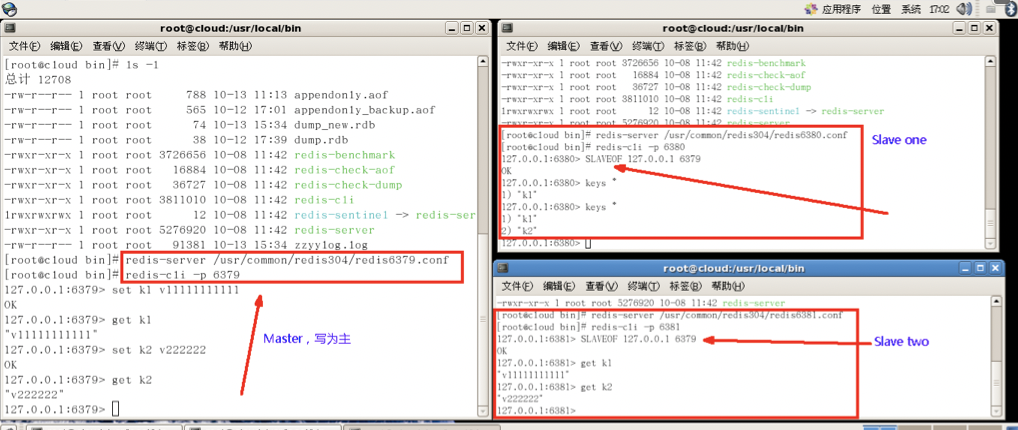 应用程序 位置 系统 17:02
root@cloud:/usr/local/bin
文件(F) 编辑(E) 查看(V) 终端(T) 标签(B) 帮助(H)
[root@cloud bin]# ls -l
总计 12708
-rw-r--r-- 1 root root 788 10-13 11:13 appendonly.aof
-rw-r--r-- 1 root root 565 10-12 17:01 appendonly_backup.aof
-rw-r--r-- 1 root root 74 10-13 15:34 dump_new.rdb
-rw-r--r-- 1 root root 38 10-12 17:39 dump.rdb
-rwxr-xr-x 1 root root 3726656 10-08 11:42 redis-benchmark
-rwxr-xr-x 1 root root 16884 10-08 11:42 redis-check-aof
-rwxr-xr-x 1 root root 36727 10-08 11:42 redis-check-dump
-rwxr-xr-x 1 root root 3811010 10-08 11:42 redis-cli
lrwxrwxrwx 1 root root 12 10-08 11:42 redis-sentinel -> redis-ser
-rwxr-xr-x 1 root root 5276920 10-08 11:42 redis-server
-rw-r--r-- 1 root root 91381 10-13 15:34 zzyylog.log
[root@cloud bin]# redis-server /usr/common/redis304/redis6379.conf
[root@cloud bin]# redis-cli -p 6379
127.0.0.1:6379> set k1 v11111111111
OK
127.0.0.1:6379> get k1
"v11111111111"
127.0.0.1:6379> set k2 v222222
OK
127.0.0.1:6379> get k2
"v222222"
127.0.0.1:6379>
Master，写为主
root@cloud:/usr/local/bin
文件(F) 编辑(E) 查看(V) 终端(T) 标签(B) 帮助(H)
-rwxr-xr-x 1 root root 3726656 10-08 11:42 redis-benchmark
-rwxr-xr-x 1 root root 16884 10-08 11:42 redis-check-aof
-rwxr-xr-x 1 root root 36727 10-08 11:42 redis-check-dump
-rwxr-xr-x 1 root root 3811010 10-08 11:42 redis-cli
lrwxrwxrwx 1 root root 12 10-08 11:42 redis-sentinel -> redis-server
-rwxr-xr-x 1 root root 5276920 10-08 11:42 redis-server
[root@cloud bin]# redis-server /usr/common/redis304/redis6380.conf
[root@cloud bin]# redis-cli -p 6380
127.0.0.1:6380> SLAVEOF 127.0.0.1 6379
OK
127.0.0.1:6380> keys *
1) "k1"
127.0.0.1:6380> keys *
1) "k1"
2) "k2"
127.0.0.1:6380>
Slave one
root@cloud:/usr/local/bin
文件(F) 编辑(E) 查看(V) 终端(T) 标签(B) 帮助(H)
-rwxr-xr-x 1 root root 5276920 10-08 11:42 redis-server
[root@cloud bin]# redis-server /usr/common/redis304/redis6381.conf
[root@cloud bin]# redis-cli -p 6381
127.0.0.1:6381> SLAVEOF 127.0.0.1 6379
OK
127.0.0.1:6381> get k1
"v11111111111"
127.0.0.1:6381> get k2
"v222222"
127.0.0.1:6381>
Slave two